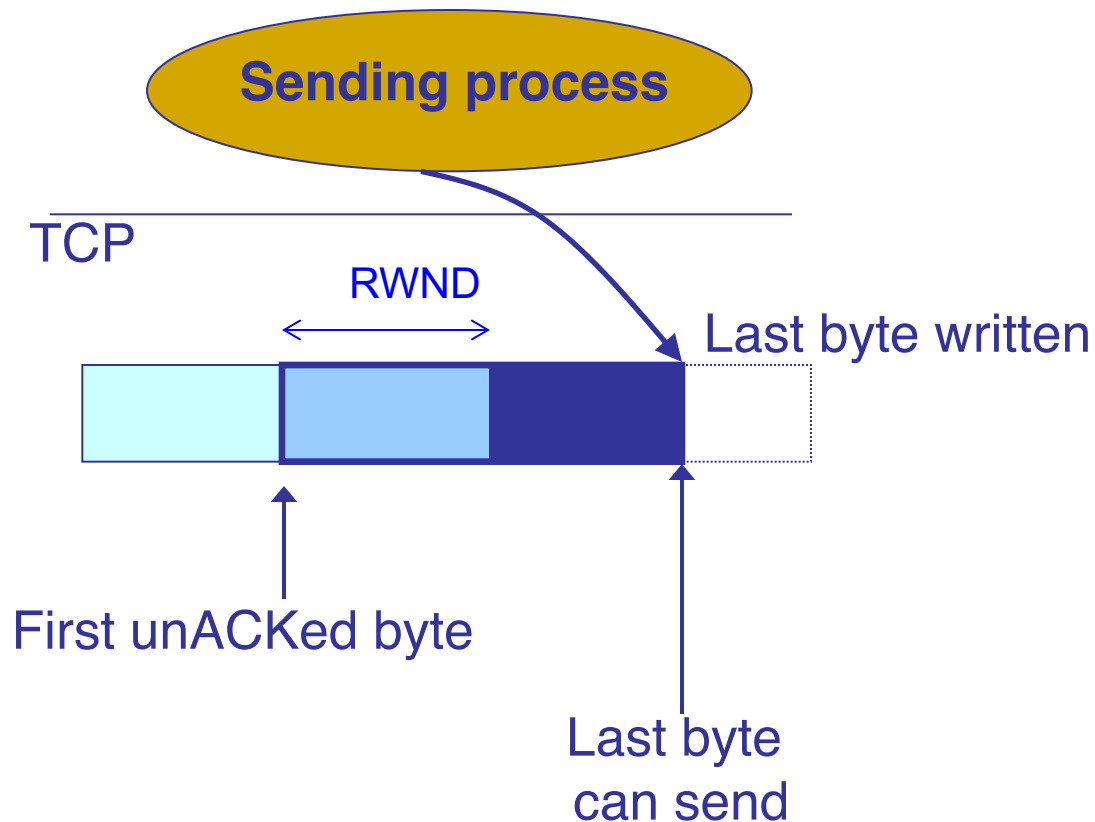 Sending process
TCP
RWND
Last byte written
First unACKed byte
Last byte
can send